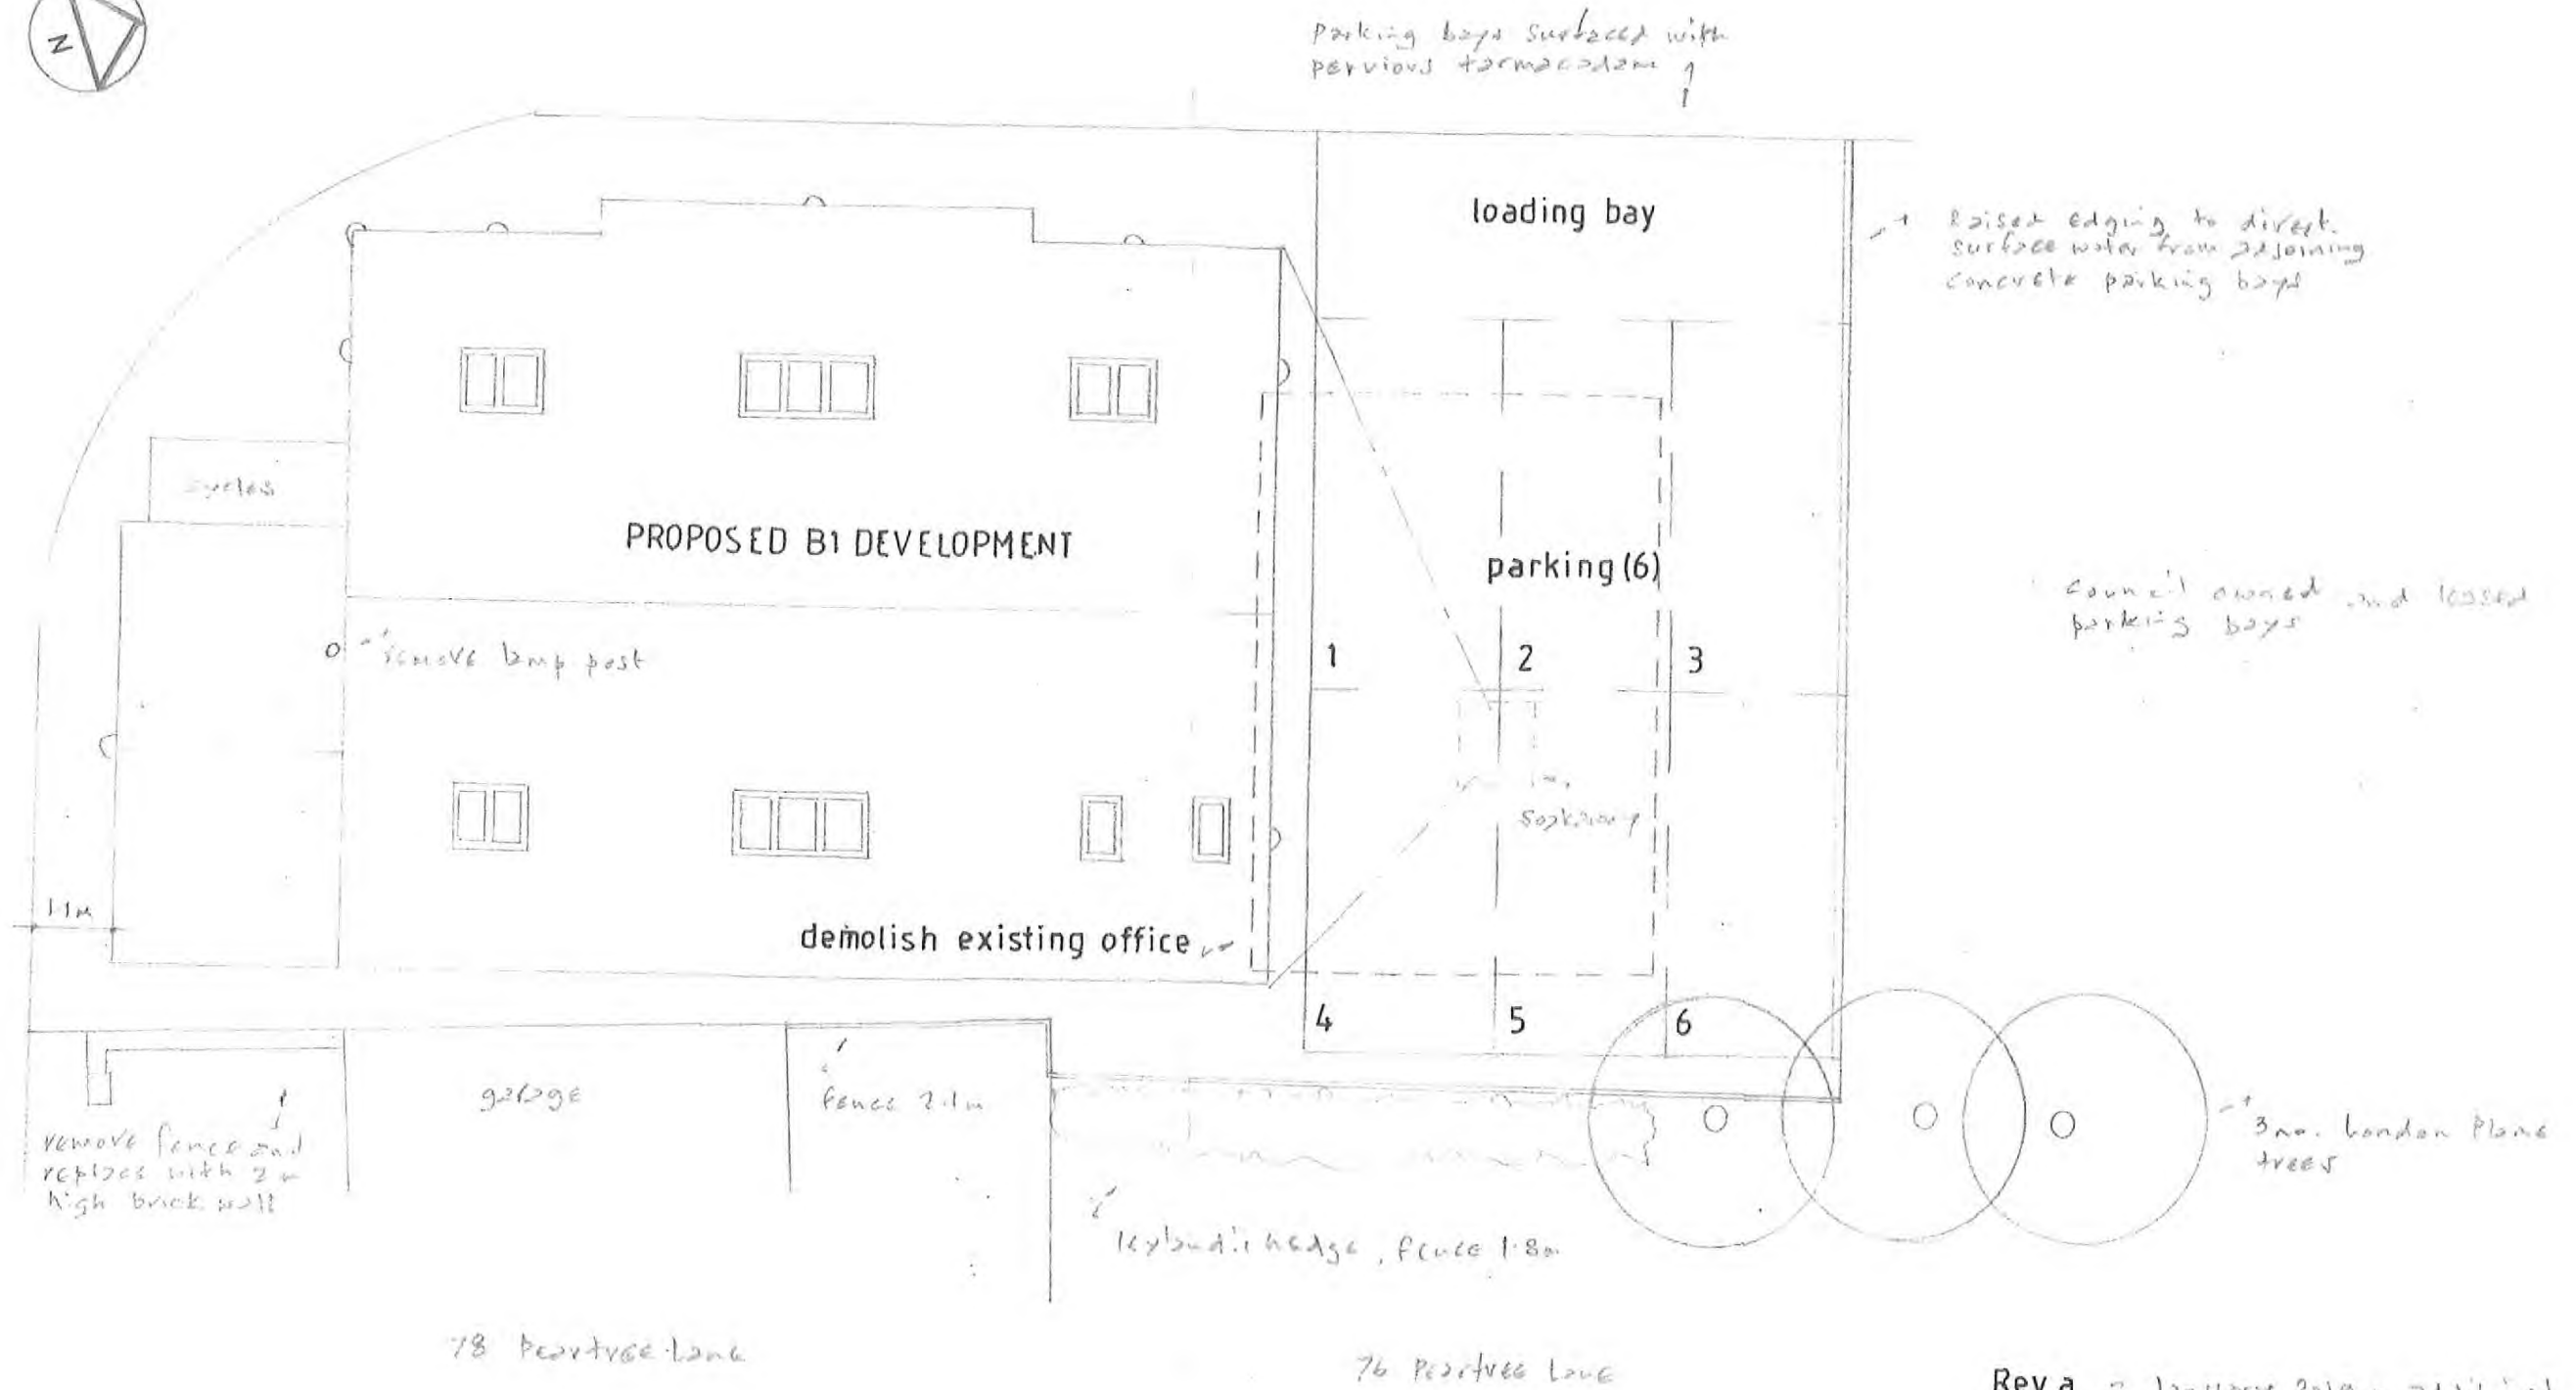 N
Parking bays surfaced with
pervious tarmacadam
loading bay
Raised edging to direct
surface water from adjoining
concrete parking bays
cycles
PROPOSED B1 DEVELOPMENT
parking (6)
council owned and leased
parking bays
remove lamp post
1
2
3
soakaway
1·1m
demolish existing office
4
5
6
garage
fence 2.1m
remove fence and
replace with 2m
high brick wall
3no. London Plane
trees
leylandii hedge, fence 1·8m
78 Peartree Lane
76 Peartree Lane
Rev a